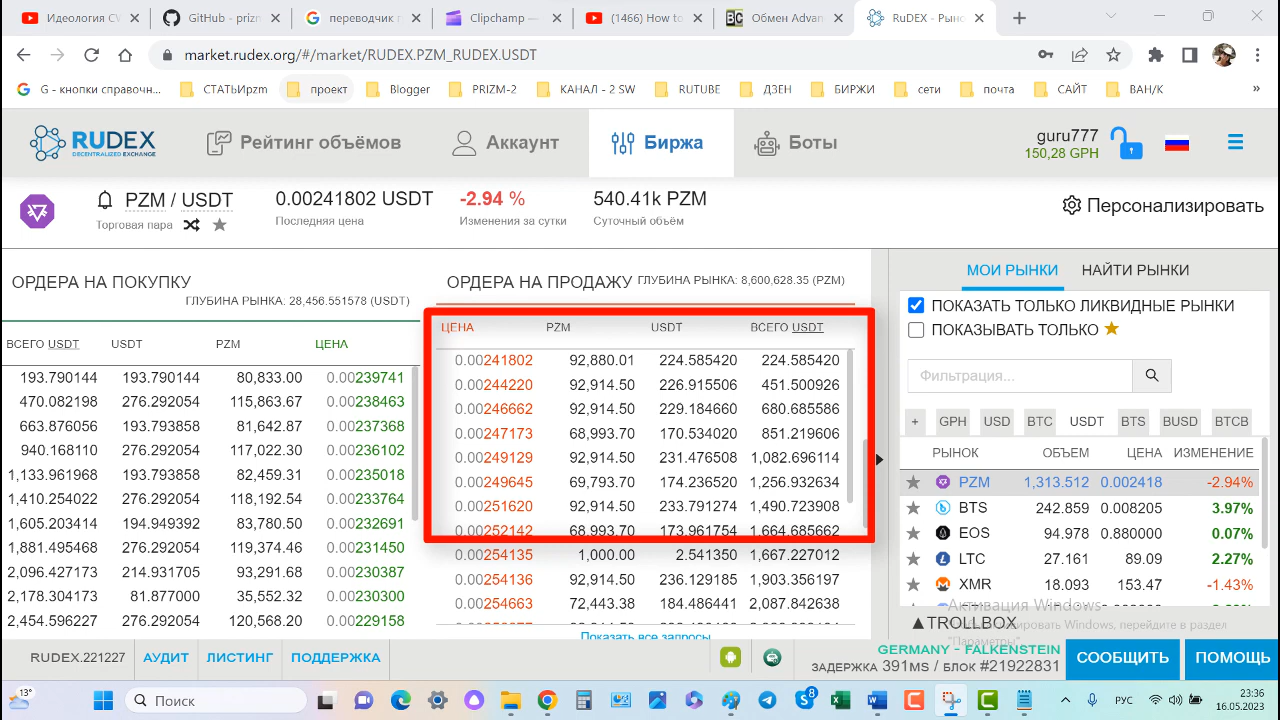 Идеология CV
GitHub - prizm
переводчик г
Clipchamp —
(1466) How to
Обмен Advan
RuDEX - Рын
market.rudex.org/#/market/RUDEX.PZM_RUDEX.USDT
G - кнопки справочн...
СТАТЬИpzm
проект
Blogger
PRIZM-2
КАНАЛ - 2 SW
RUTUBE
ДЗЕН
БИРЖИ
сети
почта
САЙТ
ВАН/К
»
RUDEX
DECENTRALIZED EXCHANGE
Рейтинг объёмов
Аккаунт
Биржа
Боты
guru777
150,28 GPH
PZM / USDT
Торговая пара
0.00241802 USDT
Последняя цена
-2.94 %
Изменения за сутки
540.41k PZM
Суточный объём
Персонализировать
ОРДЕРА НА ПОКУПКУ
ГЛУБИНА РЫНКА: 28,456.551578 (USDT)
ВСЕГО USDT USDT PZM ЦЕНА
193.790144 193.790144 80,833.00 0.00239741
470.082198 276.292054 115,863.67 0.00238463
663.876056 193.793858 81,642.87 0.00237368
940.168110 276.292054 117,022.30 0.00236102
1,133.961968 193.793858 82,459.31 0.00235018
1,410.254022 276.292054 118,192.54 0.00233764
1,605.203414 194.949392 83,780.50 0.00232691
1,881.495468 276.292054 119,374.46 0.00231450
2,096.427173 214.931705 93,291.68 0.00230387
2,178.304173 81.877000 35,552.32 0.00230300
2,454.596227 276.292054 120,568.20 0.00229158
ОРДЕРА НА ПРОДАЖУ
ГЛУБИНА РЫНКА: 8,600,628.35 (PZM)
ЦЕНА PZM USDT ВСЕГО USDT
0.00241802 92,880.01 224.585420 224.585420
0.00244220 92,914.50 226.915506 451.500926
0.00246662 92,914.50 229.184660 680.685586
0.00247173 68,993.70 170.534020 851.219606
0.00249129 92,914.50 231.476508 1,082.696114
0.00249645 69,793.70 174.236520 1,256.932634
0.00251620 92,914.50 233.791274 1,490.723908
0.00252142 68,993.70 173.961754 1,664.685662
0.00254135 1,000.00 2.541350 1,667.227012
0.00254136 92,914.50 236.129185 1,903.356197
0.00254663 72,443.38 184.486441 2,087.842638
Показать все запросы
МОИ РЫНКИ
НАЙТИ РЫНКИ
ПОКАЗАТЬ ТОЛЬКО ЛИКВИДНЫЕ РЫНКИ
ПОКАЗЫВАТЬ ТОЛЬКО
Фильтрация...
+ GPH USD BTC USDT BTS BUSD BTCB
РЫНОК ОБЪЕМ ЦЕНА ИЗМЕНЕНИЕ
PZM 1,313.512 0.002418 -2.94%
BTS 242.859 0.008205 3.97%
EOS 94.978 0.880000 0.07%
LTC 27.161 89.09 2.27%
XMR 18.093 153.47 -1.43%
Активация Windows
▲TROLLBOX
Windows, перейдите в раздел
"Параметры".
RUDEX.221227
АУДИТ
ЛИСТИНГ
ПОДДЕРЖКА
GERMANY - FALKENSTEIN
ЗАДЕРЖКА 391MS / БЛОК #21922831
СООБЩИТЬ
ПОМОЩЬ
13°
Поиск
8
РУС
23:36
16.05.2023